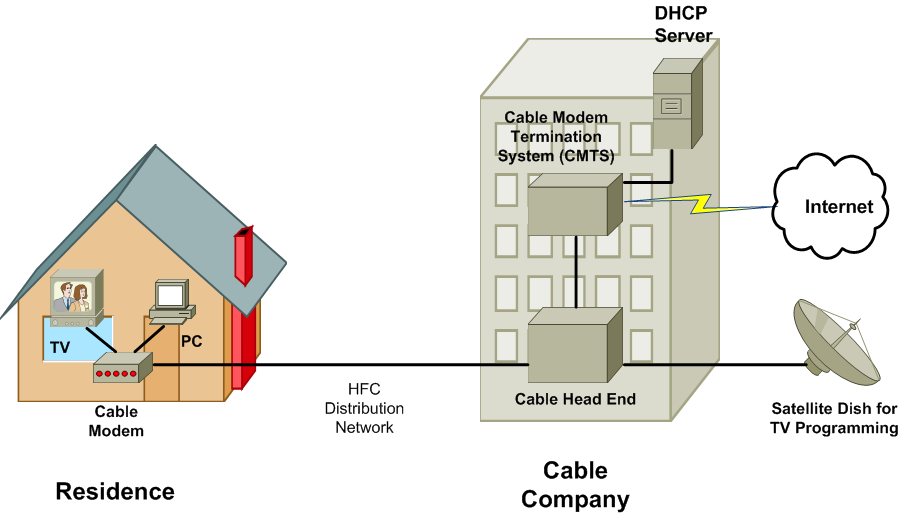 DHCP
Server
Cable Modem
Termination
System (CMTS)
Internet
TV
PC
Cable
Modem
HFC
Distribution
Network
Cable Head End
Satellite Dish for
TV Programming
Residence
Cable
Company